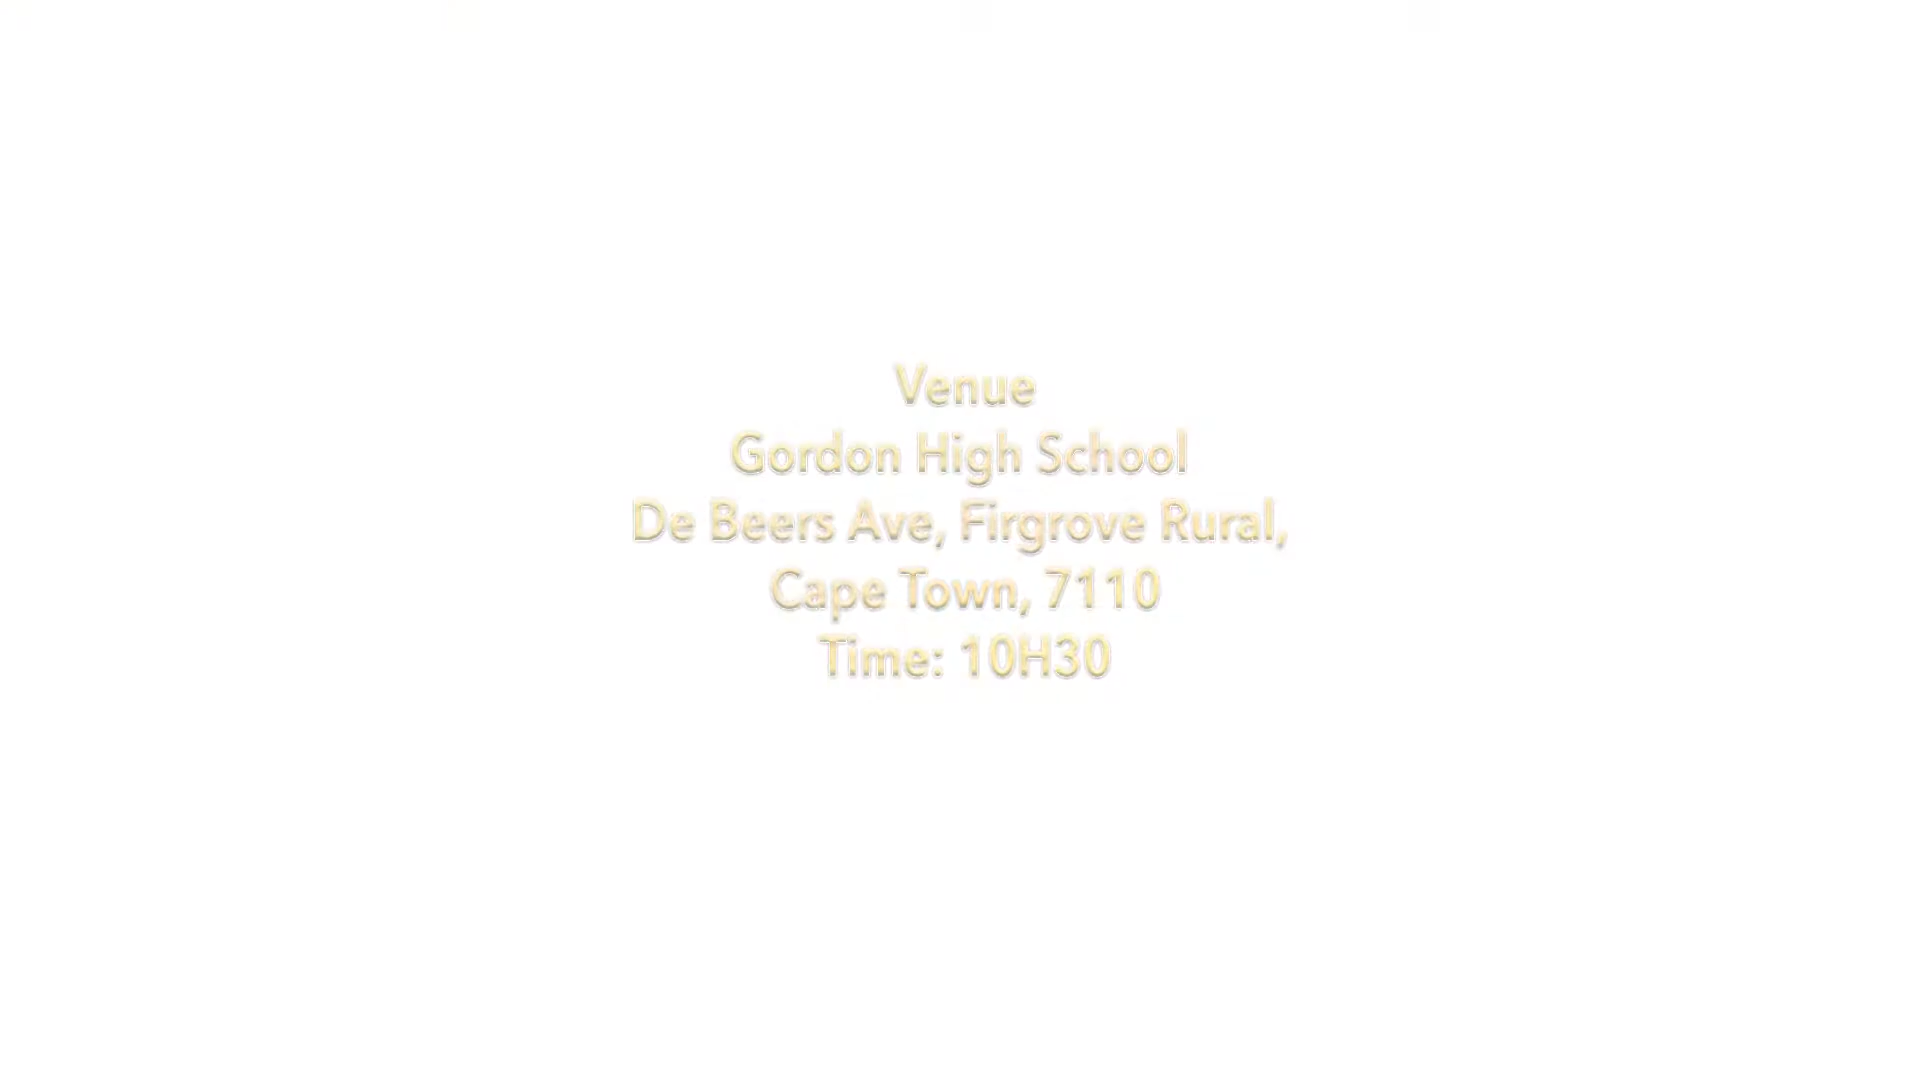 Venue
Gordon High School
De Beers Ave, Firgrove Rural,
Cape Town, 7110
Time: 10H30